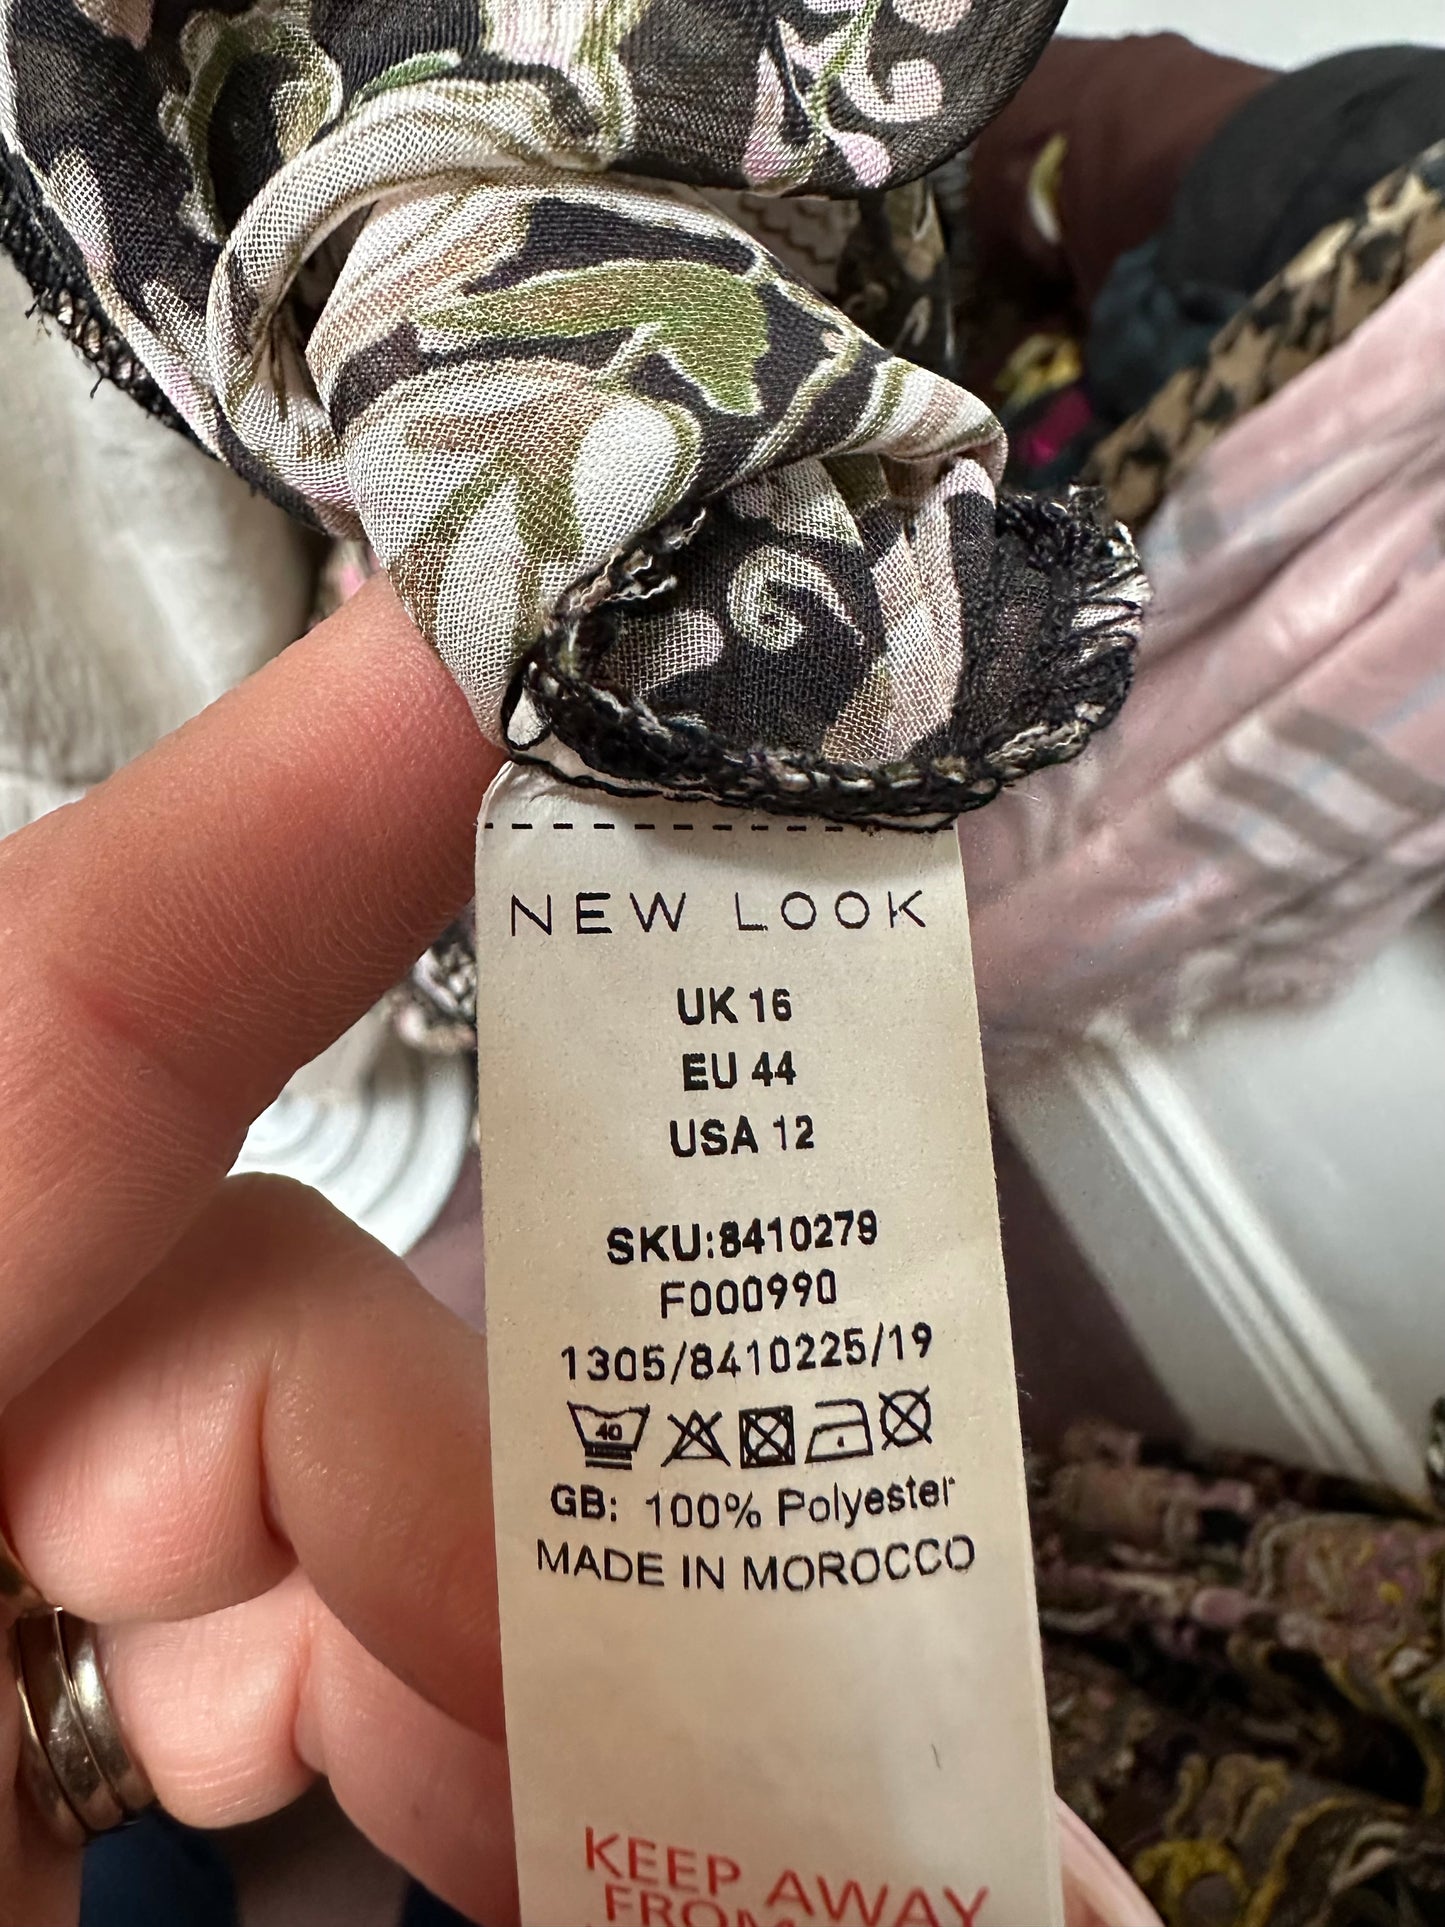 NEW LOOK
UK 16
EU 44
USA 12
SKU:8410279
F000990
1305/8410225/19
40
GB: 100% Polyester
MADE IN MOROCCO
KEEP AWAY
FROM